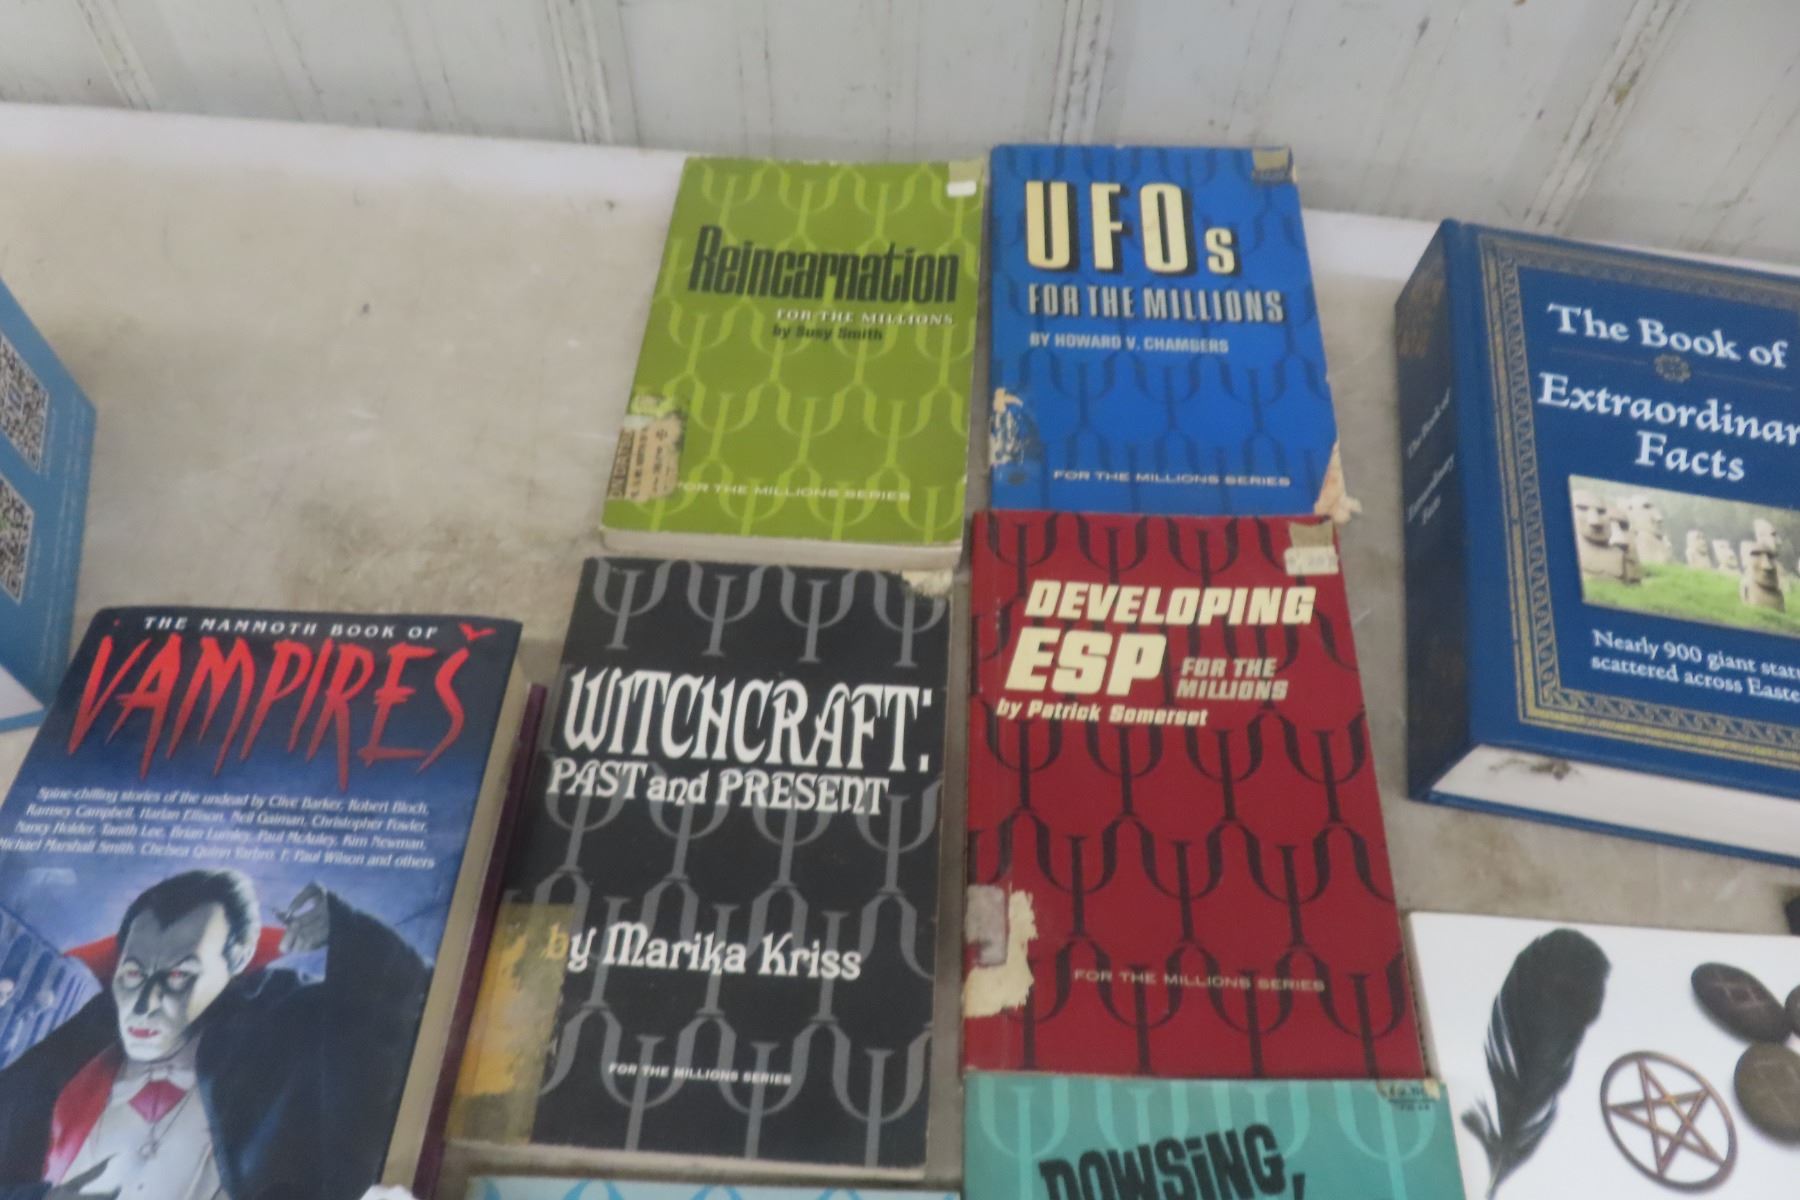 Reincarnation
FOR THE MILLIONS
by Susy Smith
FOR THE MILLIONS SERIES
UFOs
FOR THE MILLIONS
BY HOWARD V. CHAMBERS
FOR THE MILLIONS SERIES
The Book of
Extraordinar
Facts
Nearly 900 giant statu
scattered across Easte
The Book of
Extraordinary
Facts
THE MAMMOTH BOOK OF
VAMPIRES
Spine-chilling stories of the undead by Clive Barker, Robert Bloch,
Ramsey Campbell, Harlan Ellison, Neil Gaiman, Christopher Fowler,
Nancy Holder, Tanith Lee, Brian Lumley, Paul McAuley, Kim Newman,
Michael Marshall Smith, Chelsea Quinn Yarbro, F. Paul Wilson and others
WITCHCRAFT:
PAST and PRESENT
by Marika Kriss
FOR THE MILLIONS SERIES
DEVELOPING
ESP FOR THE
MILLIONS
by Patrick Somerset
FOR THE MILLIONS SERIES
DOWSING,